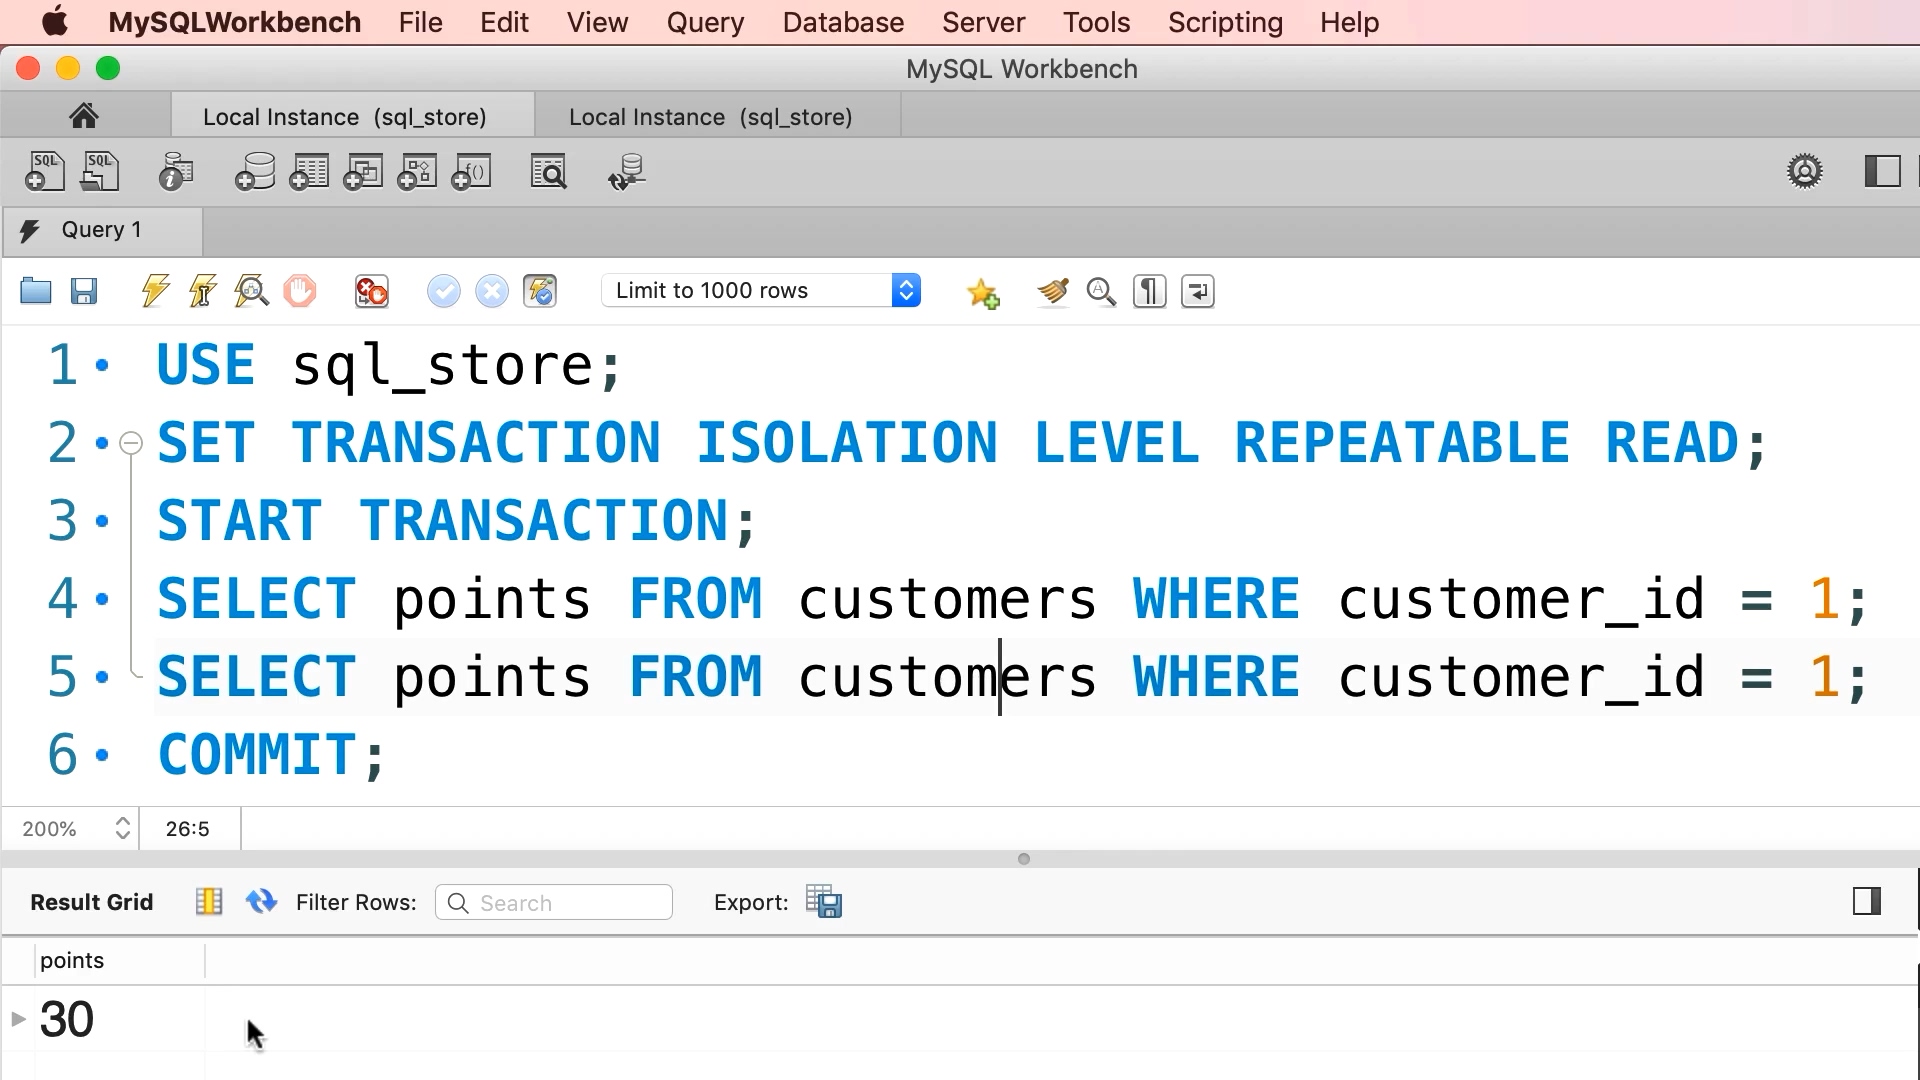 MySQLWorkbench File Edit View Query Database Server Tools Scripting Help
MySQL Workbench
Local Instance (sql_store) Local Instance (sql_store)
Query 1
Limit to 1000 rows
1 USE sql_store;
2 SET TRANSACTION ISOLATION LEVEL REPEATABLE READ;
3 START TRANSACTION;
4 SELECT points FROM customers WHERE customer_id = 1;
5 SELECT points FROM customers WHERE customer_id = 1;
6 COMMIT;
200% 26:5
Result Grid Filter Rows: Search Export:
points
30